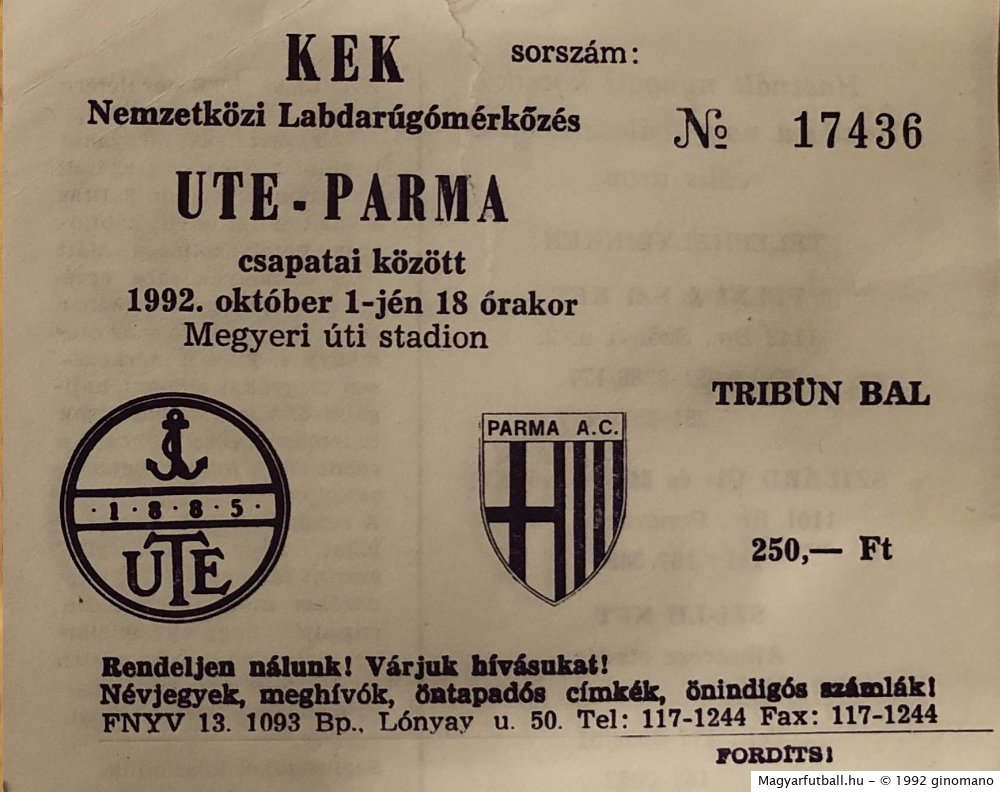 KEK
sorszám:
Nemzetközi Labdarúgómérkőzés
№ 17436
UTE - PARMA
csapatai között
1992. október 1-jén 18 órakor
Megyeri úti stadion
TRIBÜN BAL
PARMA A.C.
· 1 · 8 · 8 · 5 ·
UTE
250,— Ft
Rendeljen nálunk! Várjuk hívásukat!
Névjegyek, meghívók, öntapadós címkék, önindigós számlák!
FNYV 13. 1093 Bp., Lónyay u. 50. Tel: 117-1244 Fax: 117-1244
FORDÍTS!
Magyarfutball.hu - © 1992 ginomano